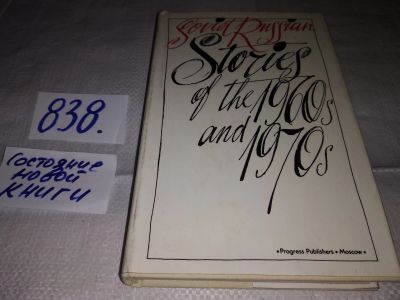 Soviet Russian
Stories
of the 1960s
and 1970s
• Progress Publishers • Moscow •
838.
Состояние
новой
книги